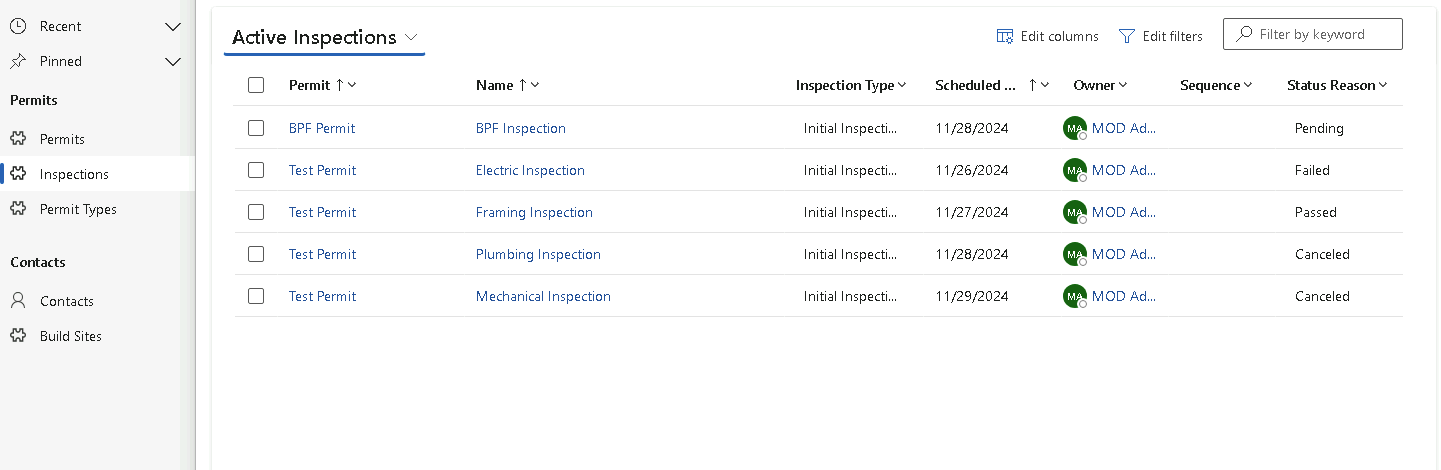 Recent
Pinned
Permits
Permits
Inspections
Permit Types
Contacts
Contacts
Build Sites
Active Inspections
Edit columns Edit filters Filter by keyword
Permit ↑ Name ↑ Inspection Type Scheduled ... ↑ Owner Sequence Status Reason
BPF Permit BPF Inspection Initial Inspecti... 11/28/2024 MA MOD Ad... Pending
Test Permit Electric Inspection Initial Inspecti... 11/26/2024 MA MOD Ad... Failed
Test Permit Framing Inspection Initial Inspecti... 11/27/2024 MA MOD Ad... Passed
Test Permit Plumbing Inspection Initial Inspecti... 11/28/2024 MA MOD Ad... Canceled
Test Permit Mechanical Inspection Initial Inspecti... 11/29/2024 MA MOD Ad... Canceled